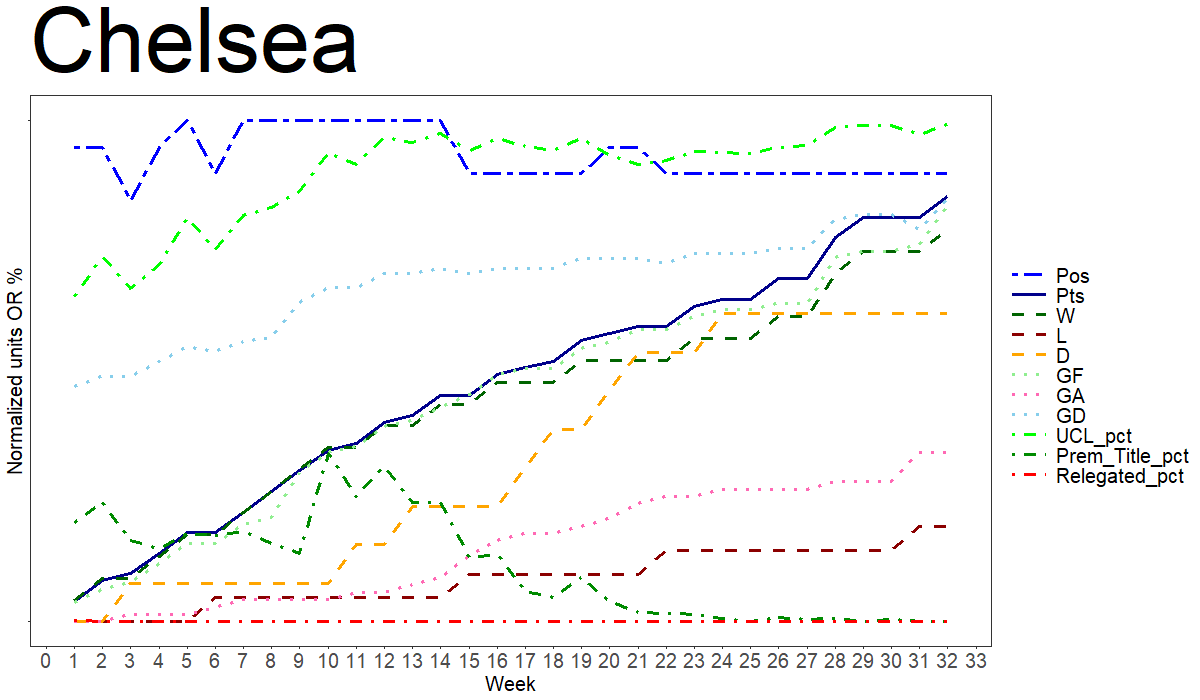 Chelsea
Normalized units OR %
Pos
Pts
W
L
D
GF
GA
GD
UCL_pct
Prem_Title_pct
Relegated_pct
0 1 2 3 4 5 6 7 8 9 10 11 12 13 14 15 16 17 18 19 20 21 22 23 24 25 26 27 28 29 30 31 32 33
Week